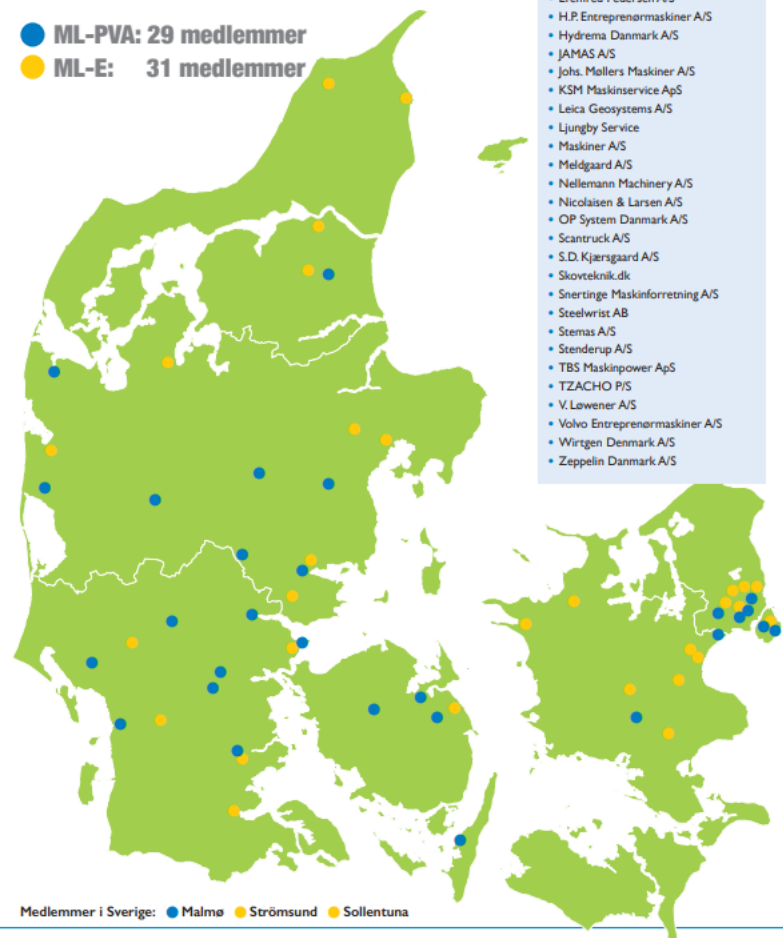 ML-PVA: 29 medlemmer
ML-E: 31 medlemmer
• H.P. Entreprenørmaskiner A/S
• Hydrema Danmark A/S
• JAMAS A/S
• Johs. Møllers Maskiner A/S
• KSM Maskinservice ApS
• Leica Geosystems A/S
• Ljungby Service
• Maskiner A/S
• Meldgaard A/S
• Nellemann Machinery A/S
• Nicolaisen & Larsen A/S
• OP System Danmark A/S
• Scantruck A/S
• S.D. Kjærsgaard A/S
• Skovteknik.dk
• Snertinge Maskinforretning A/S
• Steelwrist AB
• Stemas A/S
• Stenderup A/S
• TBS Maskinpower ApS
• TZACHO P/S
• V. Løwener A/S
• Volvo Entreprenørmaskiner A/S
• Wirtgen Denmark A/S
• Zeppelin Danmark A/S
Medlemmer i Sverige: Malmø Strömsund Sollentuna